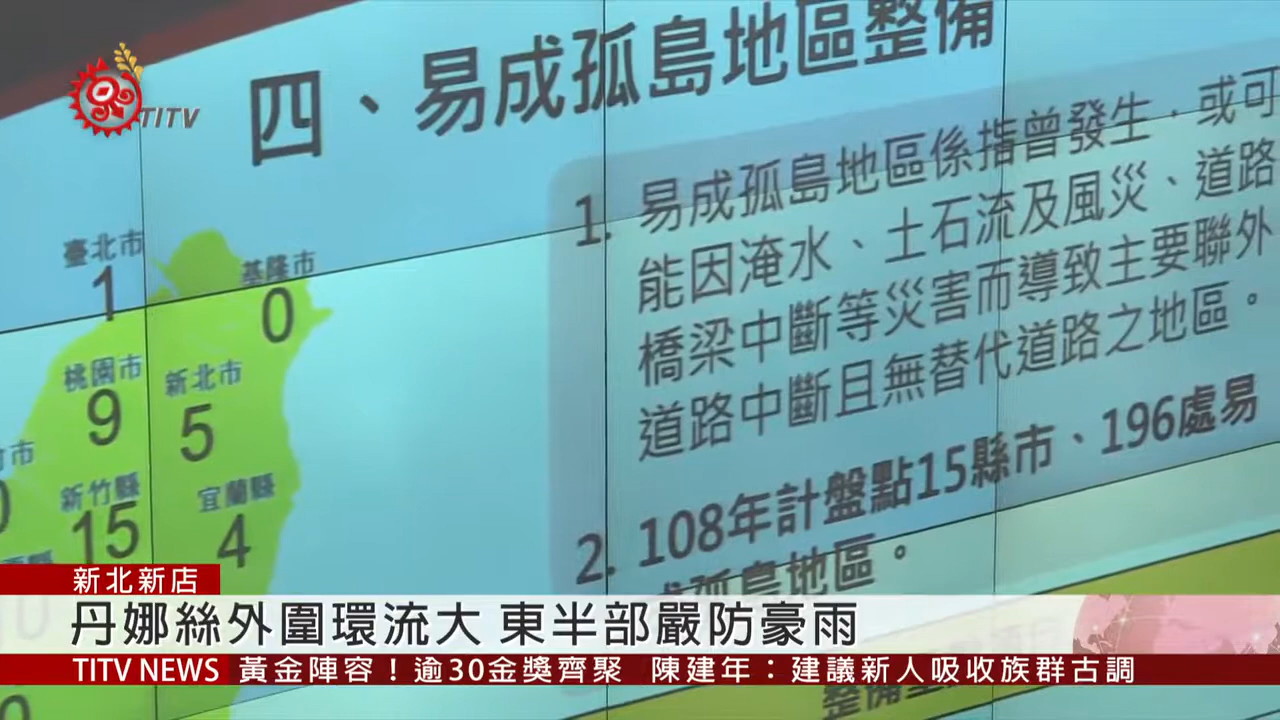 TITV
四、易成孤島地區整備
1. 易成孤島地區係指曾發生，或可
能因淹水、土石流及風災、道路
橋梁中斷等災害而導致主要聯外
道路中斷且無替代道路之地區。
2. 108年計盤點15縣市、196處易
成孤島地區。
臺北市
1
基隆市
0
桃園市
9
新北市
5
新竹縣
15
宜蘭縣
4
新北新店
丹娜絲外圍環流大 東半部嚴防豪雨
TITV NEWS 黃金陣容！逾30金獎齊聚 陳建年：建議新人吸收族群古調